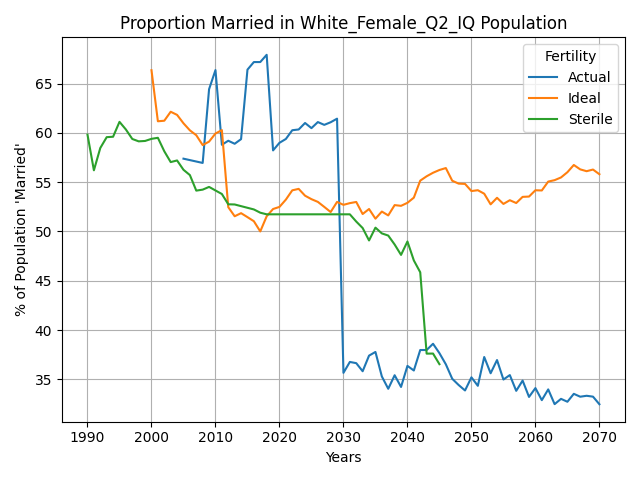 Proportion Married in White_Female_Q2_IQ Population
% of Population 'Married'
65
60
55
50
45
40
35
Fertility
Actual
Ideal
Sterile
1990 2000 2010 2020 2030 2040 2050 2060 2070
Years